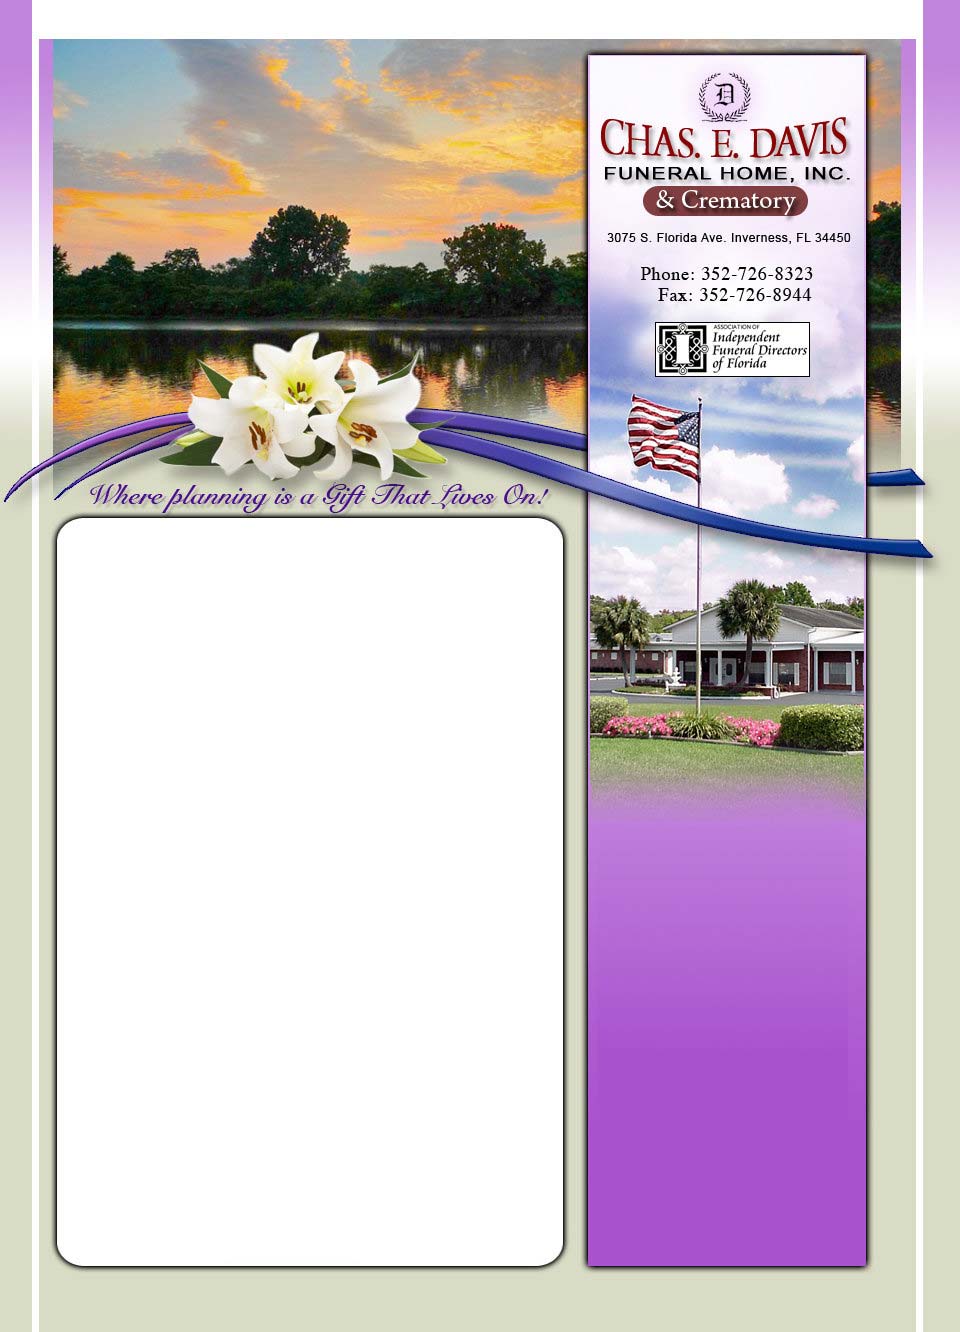 D
CHAS. E. DAVIS
FUNERAL HOME, INC.
& Crematory
3075 S. Florida Ave. Inverness, FL 34450
Phone: 352-726-8323
Fax: 352-726-8944
ASSOCIATION OF
Independent
Funeral Directors
of Florida
Where planning is a Gift That Lives On!